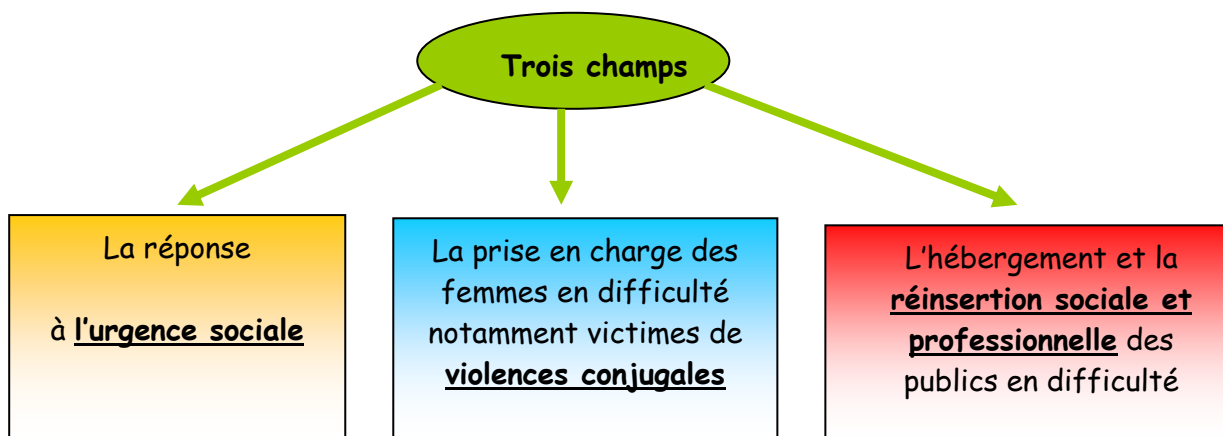 Trois champs
La réponse
à l'urgence sociale
La prise en charge des
femmes en difficulté
notamment victimes de
violences conjugales
L'hébergement et la
réinsertion sociale et
professionnelle des
publics en difficulté